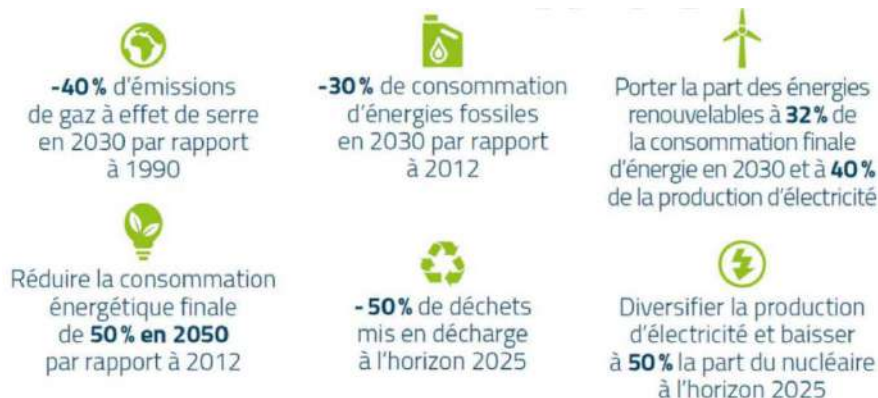 -40% d'émissions
de gaz à effet de serre
en 2030 par rapport
à 1990
-30% de consommation
d'énergies fossiles
en 2030 par rapport
à 2012
Porter la part des énergies
renouvelables à 32% de
la consommation finale
d'énergie en 2030 et à 40%
de la production d'électricité
Réduire la consommation
énergétique finale
de 50% en 2050
par rapport à 2012
- 50% de déchets
mis en décharge
à l'horizon 2025
Diversifier la production
d'électricité et baisser
à 50% la part du nucléaire
à l'horizon 2025